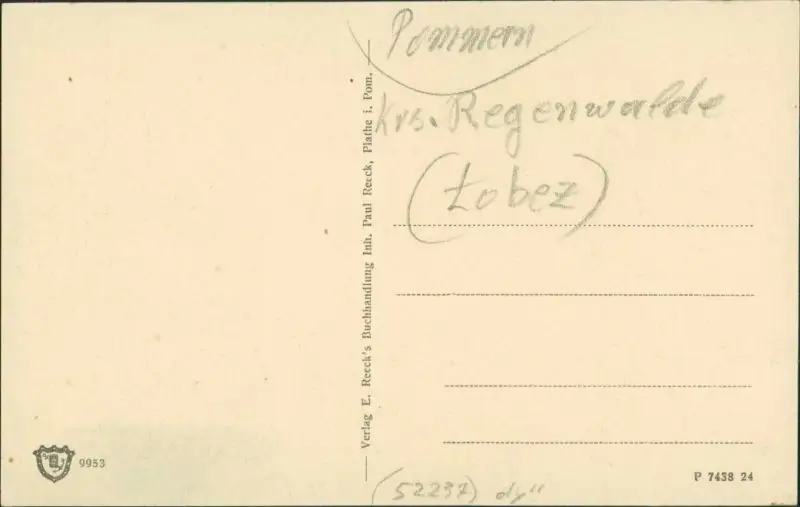 Pommern
Krs. Regenwalde
(Łobez)
Verlag E. Reeck's Buchhandlung Inh. Paul Reeck, Plathe i. Pom.
9953
P 7438 24
(52237)